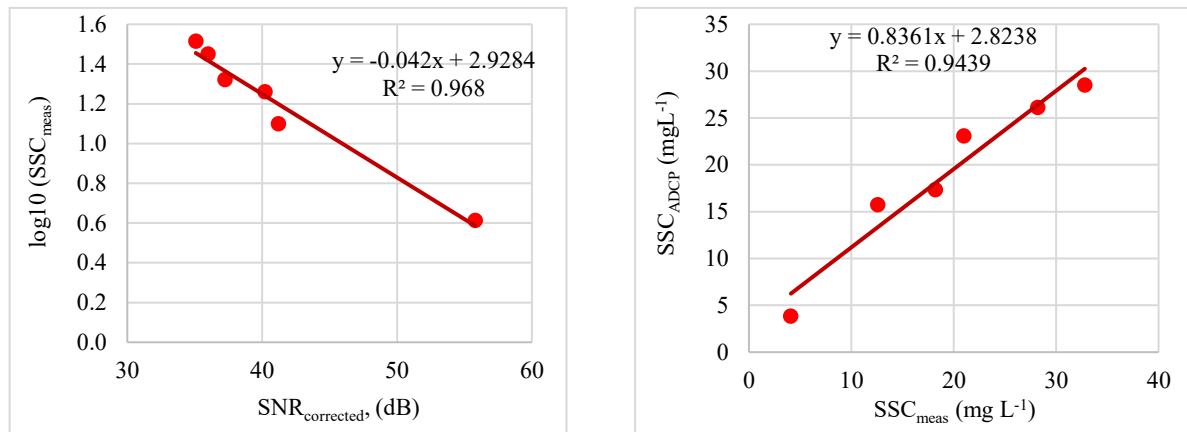 1.6
1.4
1.2
1.0
0.8
0.6
0.4
0.2
0.0
log10 (SSCmeas)
y = -0.042x + 2.9284
R² = 0.968
30 40 50 60
SNRcorrected, (dB)
35
30
25
20
15
10
5
0
SSCADCP (mgL-1)
y = 0.8361x + 2.8238
R² = 0.9439
0 10 20 30 40
SSCmeas (mg L-1)